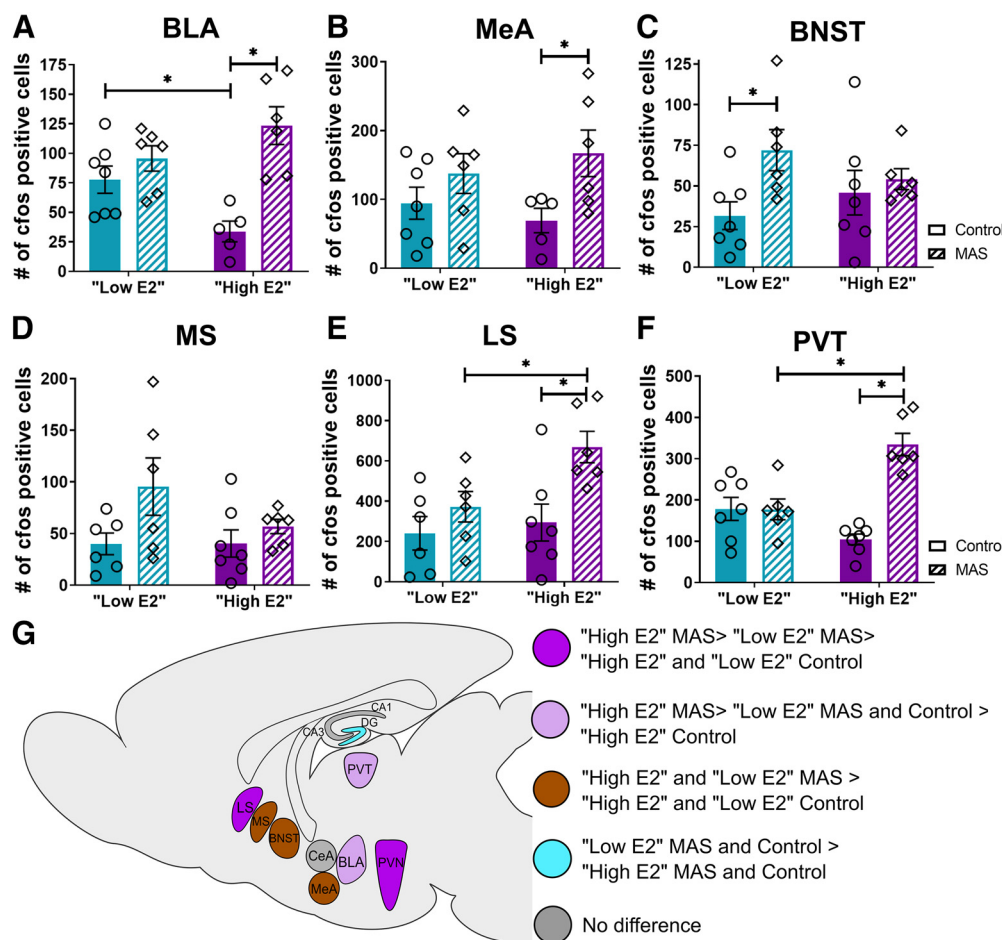 A BLA
# of cfos positive cells
175
150
125
100
75
50
25
0
*
*
"Low E2" "High E2"
B MeA
# of cfos positive cells
300
200
100
0
*
"Low E2" "High E2"
C BNST
# of cfos positive cells
125
100
75
50
25
0
*
"Low E2" "High E2"
Control
MAS
D MS
# of cfos positive cells
200
150
100
50
0
"Low E2" "High E2"
E LS
# of cfos positive cells
1000
800
600
400
200
0
*
*
"Low E2" "High E2"
F PVT
# of cfos positive cells
500
400
300
200
100
0
*
*
"Low E2" "High E2"
Control
MAS
G
CA1
DG
CA3
PVT
LS
MS
BNST
CeA
BLA
PVN
MeA
"High E2" MAS> "Low E2" MAS>
"High E2" and "Low E2" Control
"High E2" MAS> "Low E2" MAS and Control >
"High E2" Control
"High E2" and "Low E2" MAS >
"High E2" and "Low E2" Control
"Low E2" MAS and Control >
"High E2" MAS and Control
No difference